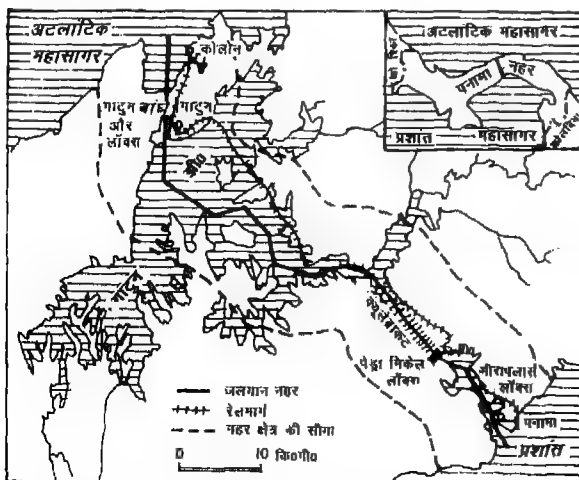 अटलांटिक
महासागर
कोलोन
गाटुन बांध
और
लॉक्स
गाटुन
झील
गाटुन
पेड्रा मिकेल
लॉक्स
लॉक्स
पनामा
प्रशांत
जलयान नहर
रेलमार्ग
नहर क्षेत्र की सीमा
0 10 कि०मी०
अटलांटिक महासागर
पनामा नहर
प्रशांत महासागर